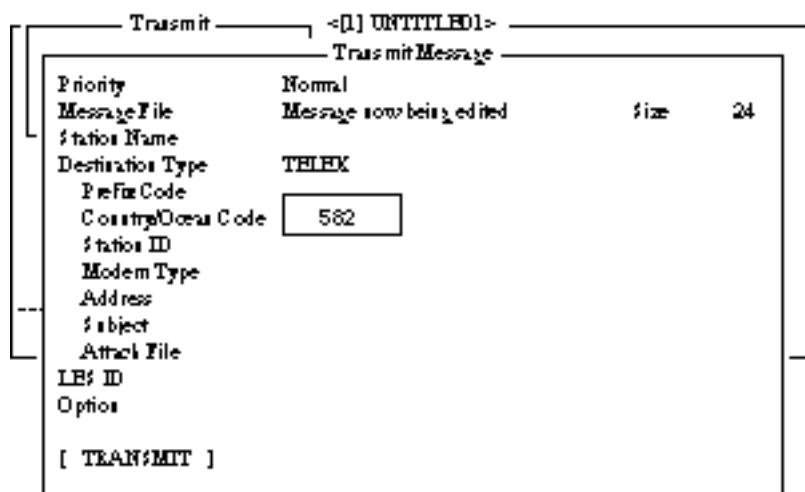 Transmit <[1] UNTITLED1>
Transmit Message
Priority Normal
Message File Message now being edited Size 24
Station Name
Destination Type TELEX
Prefix Code
Country/Ocean Code 582
Station ID
Modem Type
Address
Subject
Attach File
LES ID
Option
[ TRANSMIT ]